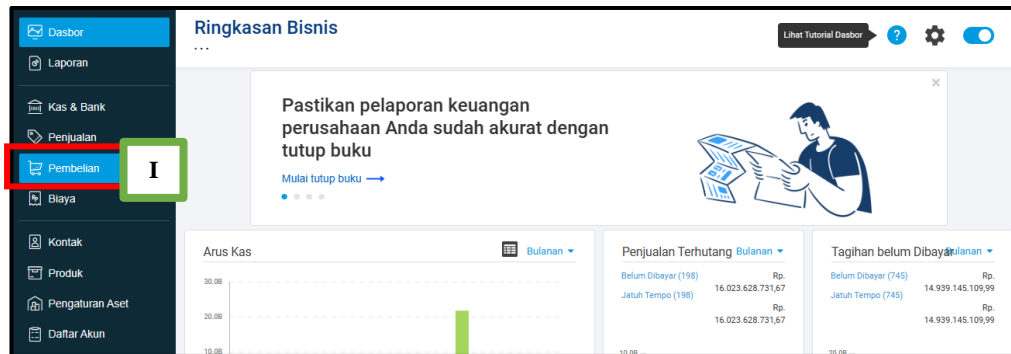 Dasbor
Laporan
Kas & Bank
Penjualan
Pembelian
I
Biaya
Kontak
Produk
Pengaturan Aset
Daftar Akun
Ringkasan Bisnis
...
Lihat Tutorial Dasbor
?
Pastikan pelaporan keuangan
perusahaan Anda sudah akurat dengan
tutup buku
Mulai tutup buku →
×
Arus Kas
Bulanan
30.0B
20.0B
10.0B
Penjualan Terhutang Bulanan
Belum Dibayar (198) Rp.
16.023.628.731,67
Jatuh Tempo (198) Rp.
16.023.628.731,67
10.0B
Tagihan belum Dibayar Bulanan
Belum Dibayar (745) Rp.
14.939.145.109,99
Jatuh Tempo (745) Rp.
14.939.145.109,99
20.0B